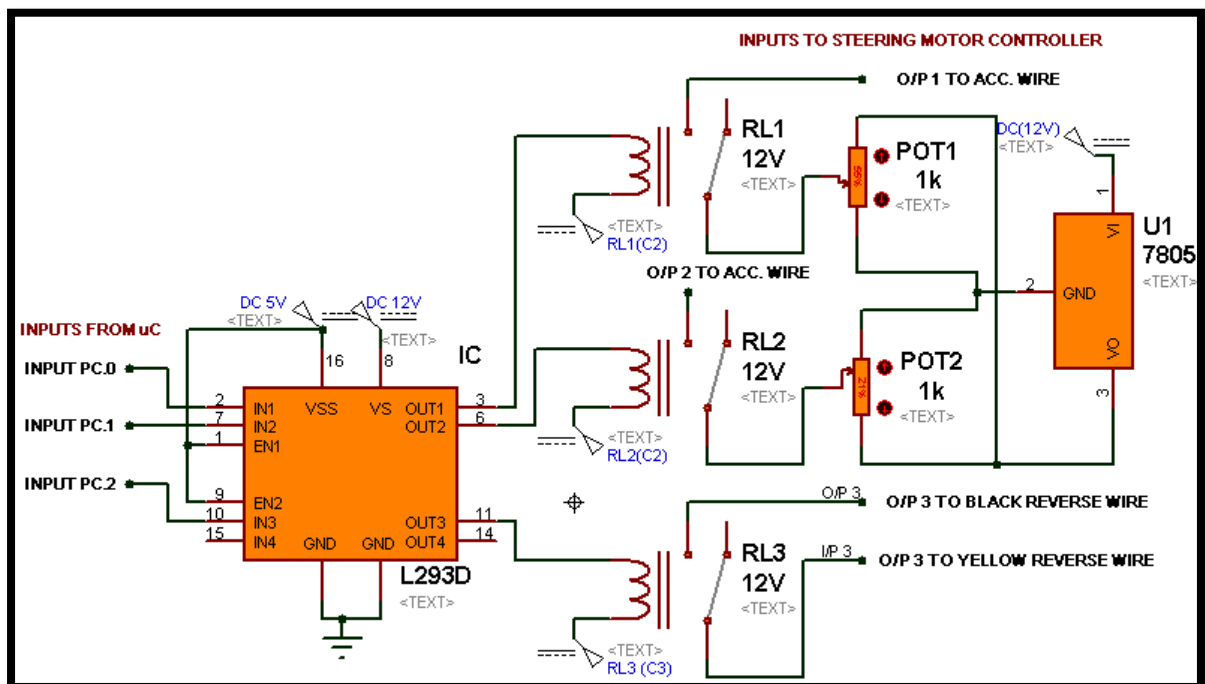 INPUTS TO STEERING MOTOR CONTROLLER
O/P 1 TO ACC. WIRE
RL1
12V
<TEXT>
DC(12V)
<TEXT>
POT1
1k
<TEXT>
55%
1
VI
U1
7805
<TEXT>
GND
2
VO
3
<TEXT>
RL1(C2)
O/P 2 TO ACC. WIRE
DC 5V
<TEXT>
DC 12V
<TEXT>
INPUTS FROM uC
INPUT PC.0
INPUT PC.1
INPUT PC.2
16
8
IC
2
7
1
9
10
15
IN1
IN2
EN1
EN2
IN3
IN4
VSS
VS
OUT1
OUT2
OUT3
OUT4
GND
GND
3
6
11
14
L293D
<TEXT>
RL2
12V
<TEXT>
POT2
1k
<TEXT>
21%
<TEXT>
RL2(C2)
O/P 3
O/P 3 TO BLACK REVERSE WIRE
RL3
12V
<TEXT>
I/P 3
O/P 3 TO YELLOW REVERSE WIRE
<TEXT>
RL3 (C3)